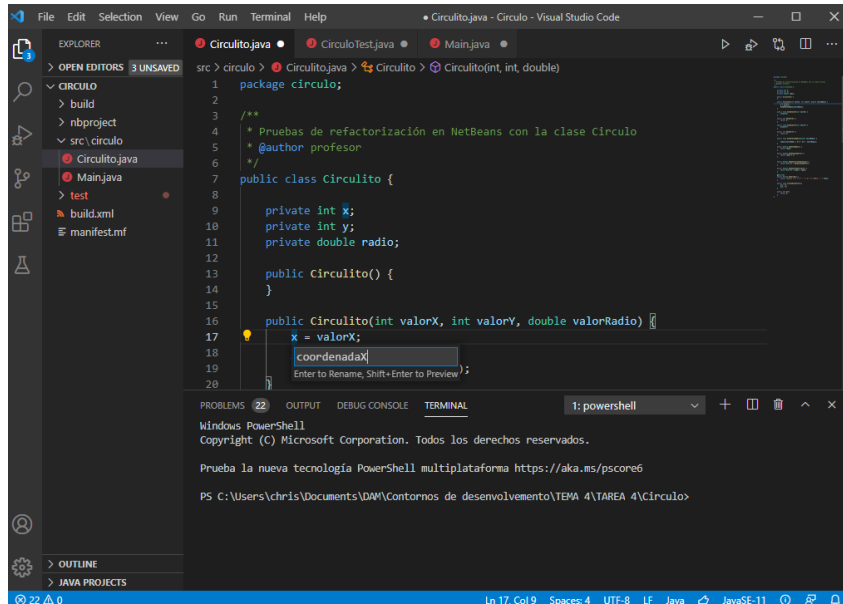 File Edit Selection View Go Run Terminal Help ● Circulito.java - Circulo - Visual Studio Code
EXPLORER ···
Circulito.java ● CirculoTest.java ● Main.java ●
> OPEN EDITORS 3 UNSAVED
src > circulo > Circulito.java > Circulito > Circulito(int, int, double)
CIRCULO
> build
> nbproject
src \ circulo
Circulito.java
Main.java
> test
build.xml
manifest.mf
1 package circulo;
2
3 /**
4 * Pruebas de refactorización en NetBeans con la clase Circulo
5 * @author profesor
6 */
7 public class Circulito {
8
9 private int x;
10 private int y;
11 private double radio;
12
13 public Circulito() {
14 }
15
16 public Circulito(int valorX, int valorY, double valorRadio) {
17 x = valorX;
18
coordenadaX
19 );
Enter to Rename, Shift+Enter to Preview
20 }
PROBLEMS 22 OUTPUT DEBUG CONSOLE TERMINAL 1: powershell
Windows PowerShell
Copyright (C) Microsoft Corporation. Todos los derechos reservados.
Prueba la nueva tecnología PowerShell multiplataforma https://aka.ms/pscore6
PS C:\Users\chris\Documents\DAM\Contornos de desenvolvemento\TEMA 4\TAREA 4\Circulo>
> OUTLINE
> JAVA PROJECTS
22 0 Ln 17, Col 9 Spaces: 4 UTF-8 LF Java JavaSE-11